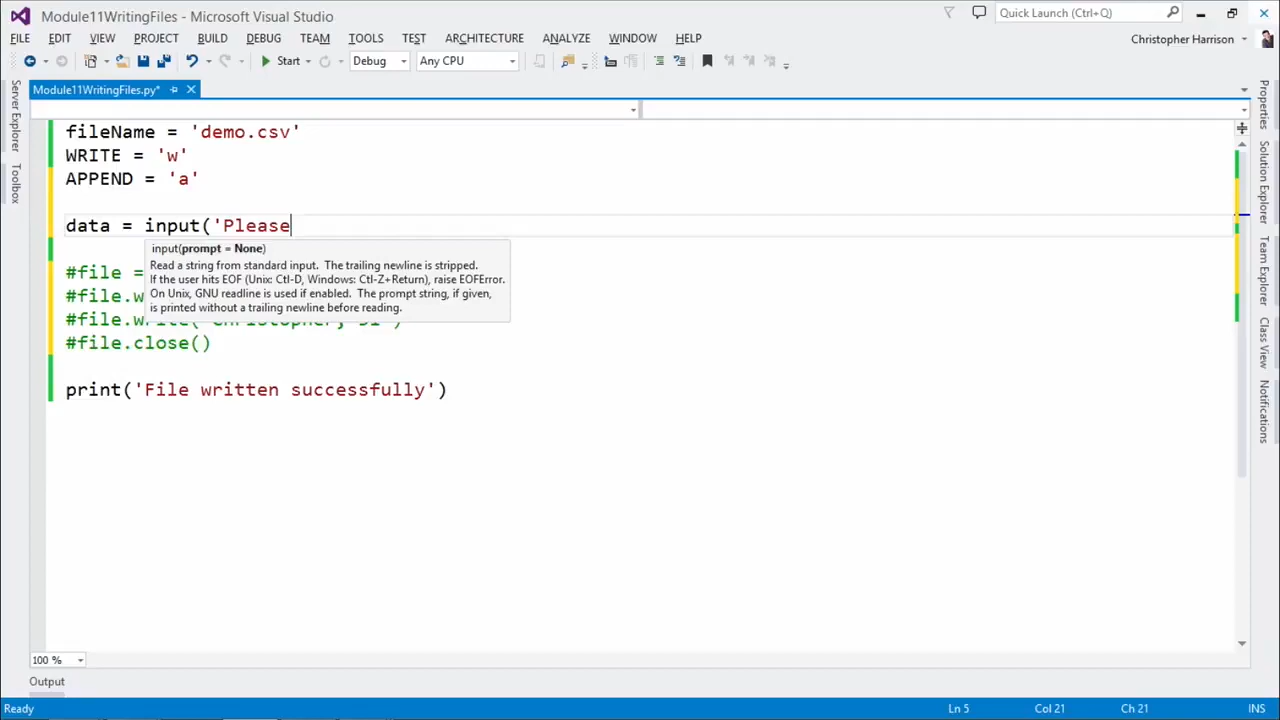 Module11WritingFiles - Microsoft Visual Studio
Quick Launch (Ctrl+Q)
FILE EDIT VIEW PROJECT BUILD DEBUG TEAM TOOLS TEST ARCHITECTURE ANALYZE WINDOW HELP
Christopher Harrison
Start Debug Any CPU
Module11WritingFiles.py*
Server Explorer
Toolbox
fileName = 'demo.csv'
WRITE = 'w'
APPEND = 'a'
data = input('Please
input(prompt = None)
Read a string from standard input. The trailing newline is stripped.
If the user hits EOF (Unix: Ctl-D, Windows: Ctl-Z+Return), raise EOFError.
On Unix, GNU readline is used if enabled. The prompt string, if given,
is printed without a trailing newline before reading.
#file =
#file.w
#file.write(
#file.close()
print('File written successfully')
Properties
Solution Explorer
Team Explorer
Class View
Notifications
100 %
Output
Ready Ln 5 Col 21 Ch 21 INS